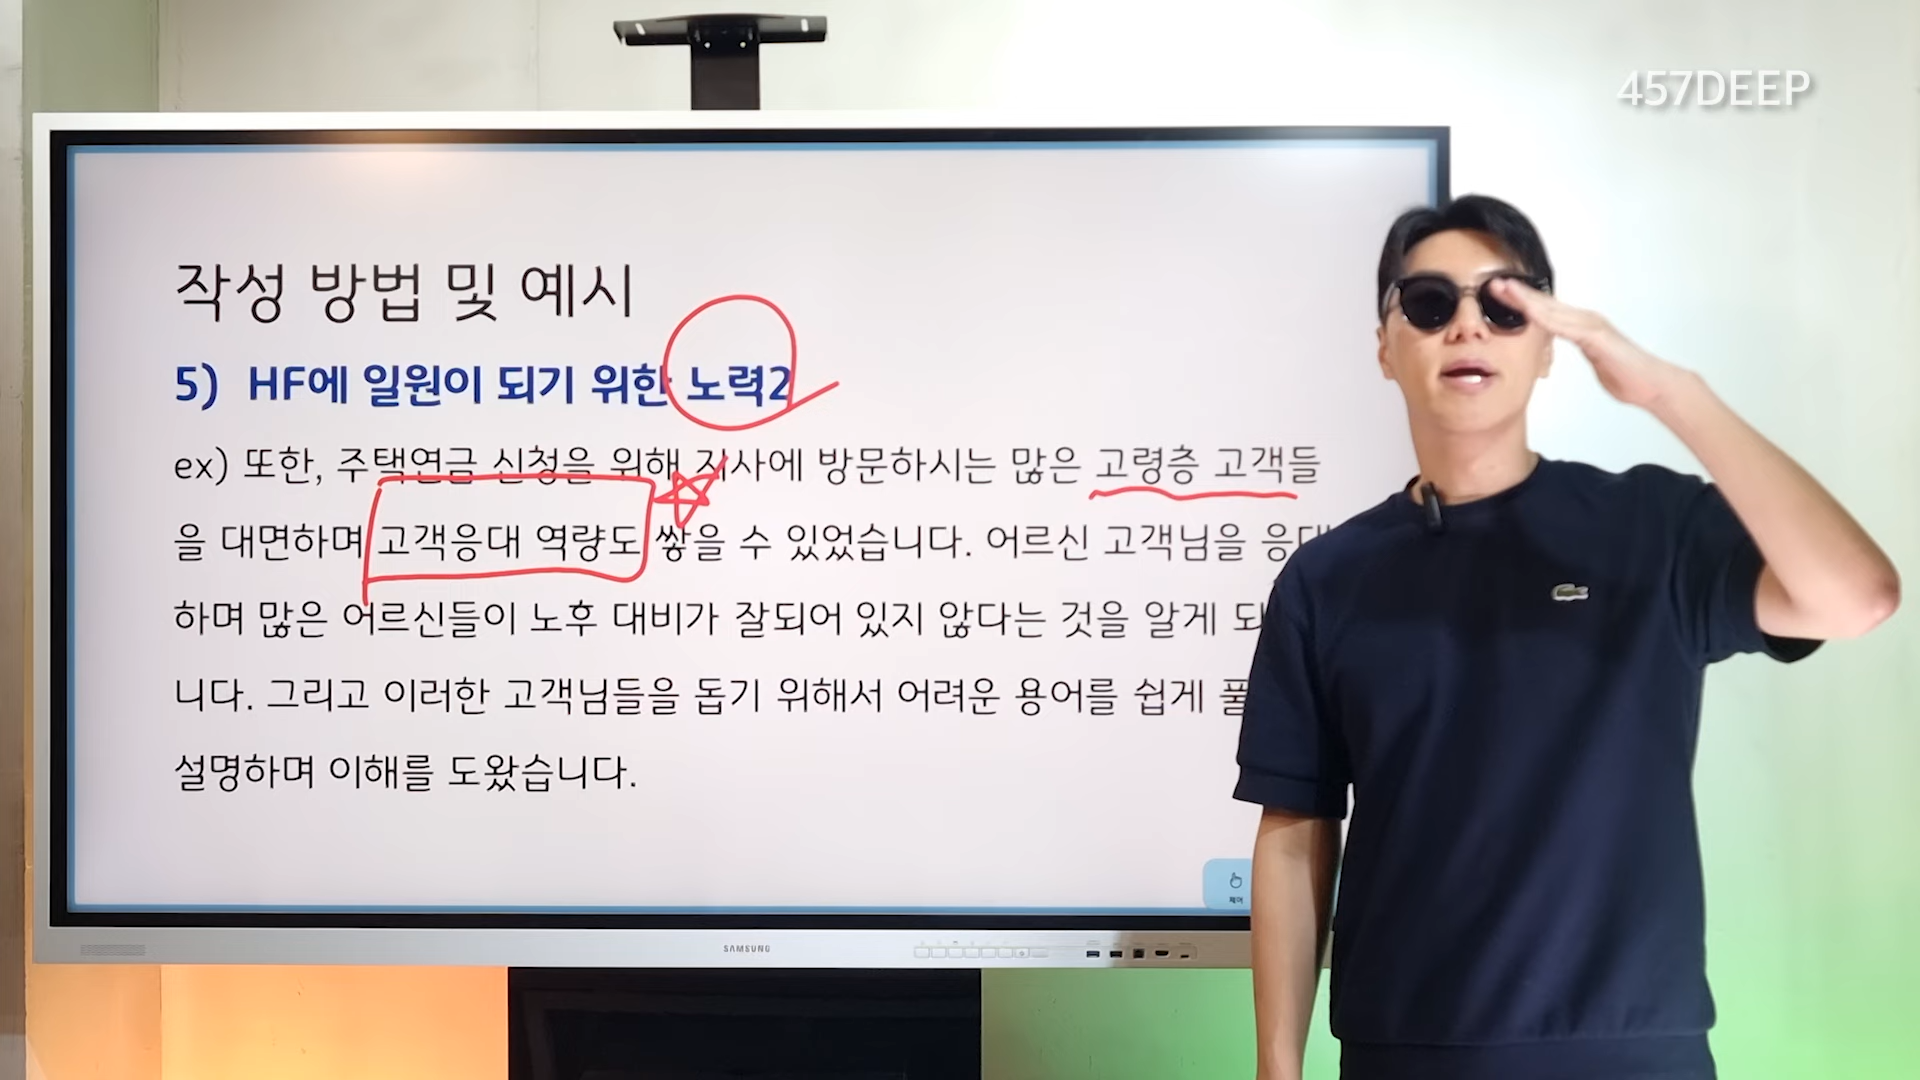 457DEEP
작성 방법 및 예시
5) HF에 일원이 되기 위한 노력2
ex) 또한, 주택연금 신청을 위해 지사에 방문하시는 많은 고령층 고객들
을 대면하며 고객응대 역량도 쌓을 수 있었습니다. 어르신 고객님을 응대
하며 많은 어르신들이 노후 대비가 잘되어 있지 않다는 것을 알게 되
니다. 그리고 이러한 고객님들을 돕기 위해서 어려운 용어를 쉽게 풀
설명하며 이해를 도왔습니다.
제어
SAMSUNG